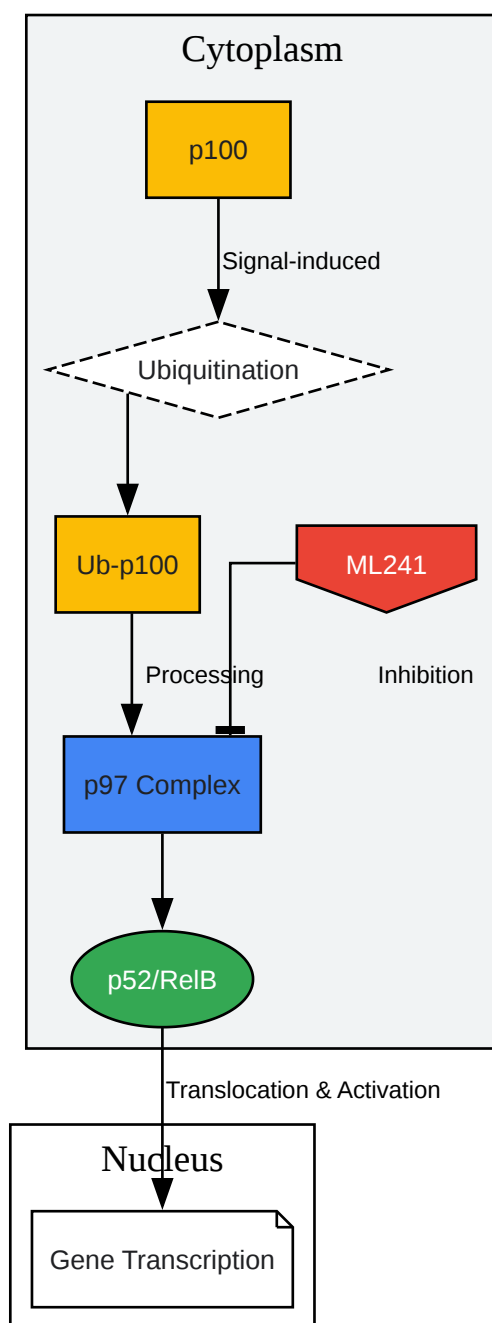 Cytoplasm
p100
Signal-induced
Ubiquitination
Ub-p100
ML241
Processing
Inhibition
p97 Complex
p52/RelB
Translocation & Activation
Nucleus
Gene Transcription